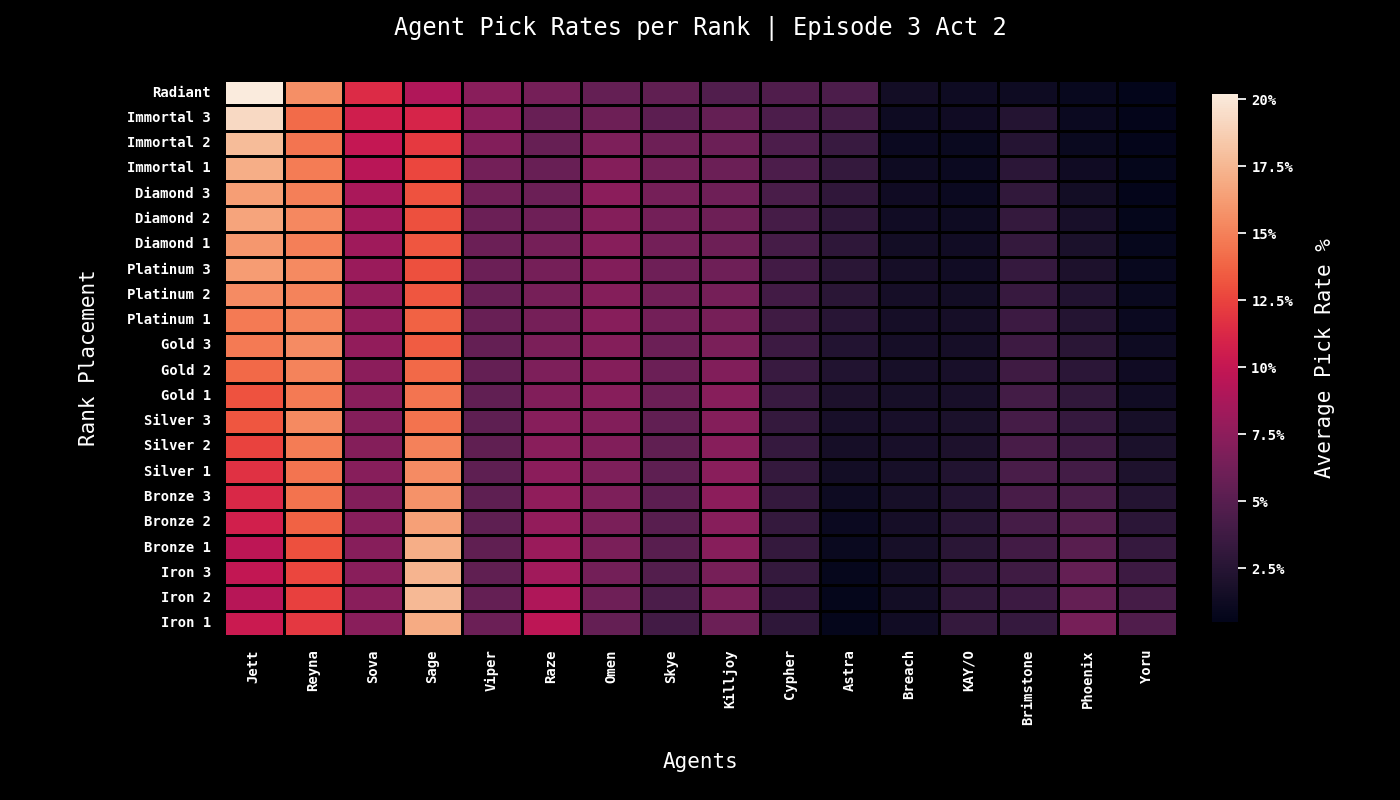 Agent Pick Rates per Rank | Episode 3 Act 2
Rank Placement
Radiant
Immortal 3
Immortal 2
Immortal 1
Diamond 3
Diamond 2
Diamond 1
Platinum 3
Platinum 2
Platinum 1
Gold 3
Gold 2
Gold 1
Silver 3
Silver 2
Silver 1
Bronze 3
Bronze 2
Bronze 1
Iron 3
Iron 2
Iron 1
Jett
Reyna
Sova
Sage
Viper
Raze
Omen
Skye
Killjoy
Cypher
Astra
Breach
KAY/O
Brimstone
Phoenix
Yoru
Agents
20%
17.5%
15%
12.5%
10%
7.5%
5%
2.5%
Average Pick Rate %